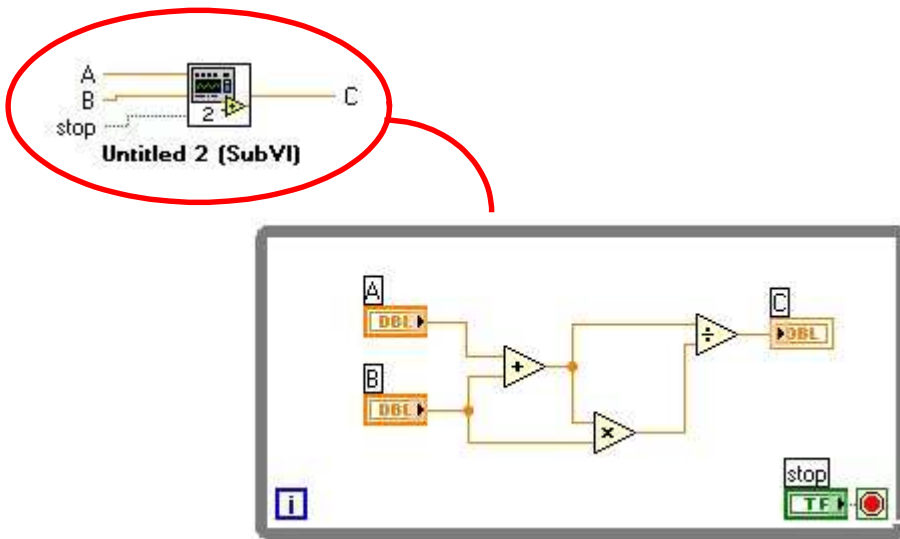 A
B
stop
C
2
Untitled 2 (SubVI)
A
DBL
+
B
DBL
×
÷
C
DBL
stop
TF
i